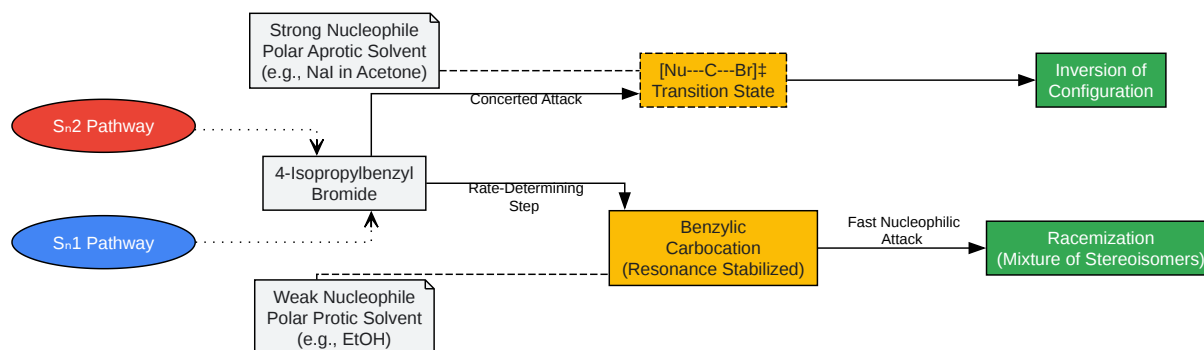 Strong Nucleophile
Polar Aprotic Solvent
(e.g., NaI in Acetone)
[Nu---C---Br]‡
Transition State
Inversion of
Configuration
Concerted Attack
Sₙ2 Pathway
4-Isopropylbenzyl
Bromide
Rate-Determining
Step
Sₙ1 Pathway
Benzylic
Carbocation
(Resonance Stabilized)
Fast Nucleophilic
Attack
Racemization
(Mixture of Stereoisomers)
Weak Nucleophile
Polar Protic Solvent
(e.g., EtOH)